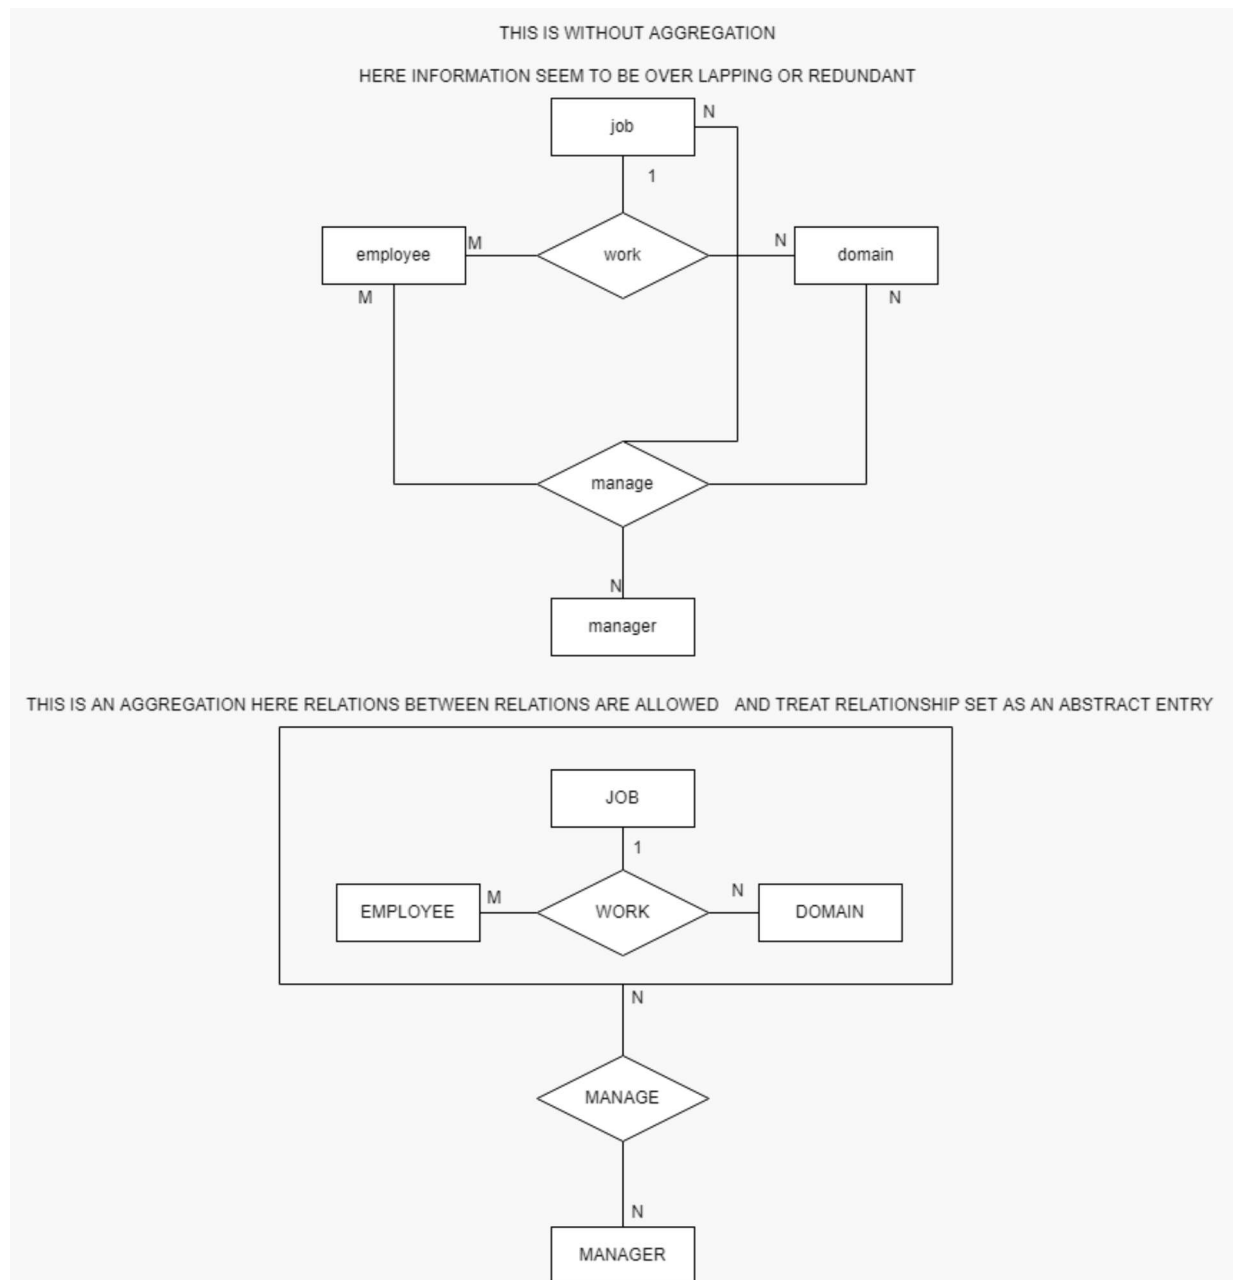 THIS IS WITHOUT AGGREGATION
HERE INFORMATION SEEM TO BE OVER LAPPING OR REDUNDANT
job
N
1
employee
M
work
N
domain
M
N
manage
N
manager
THIS IS AN AGGREGATION HERE RELATIONS BETWEEN RELATIONS ARE ALLOWED AND TREAT RELATIONSHIP SET AS AN ABSTRACT ENTRY
JOB
1
EMPLOYEE
M
WORK
N
DOMAIN
N
MANAGE
N
MANAGER